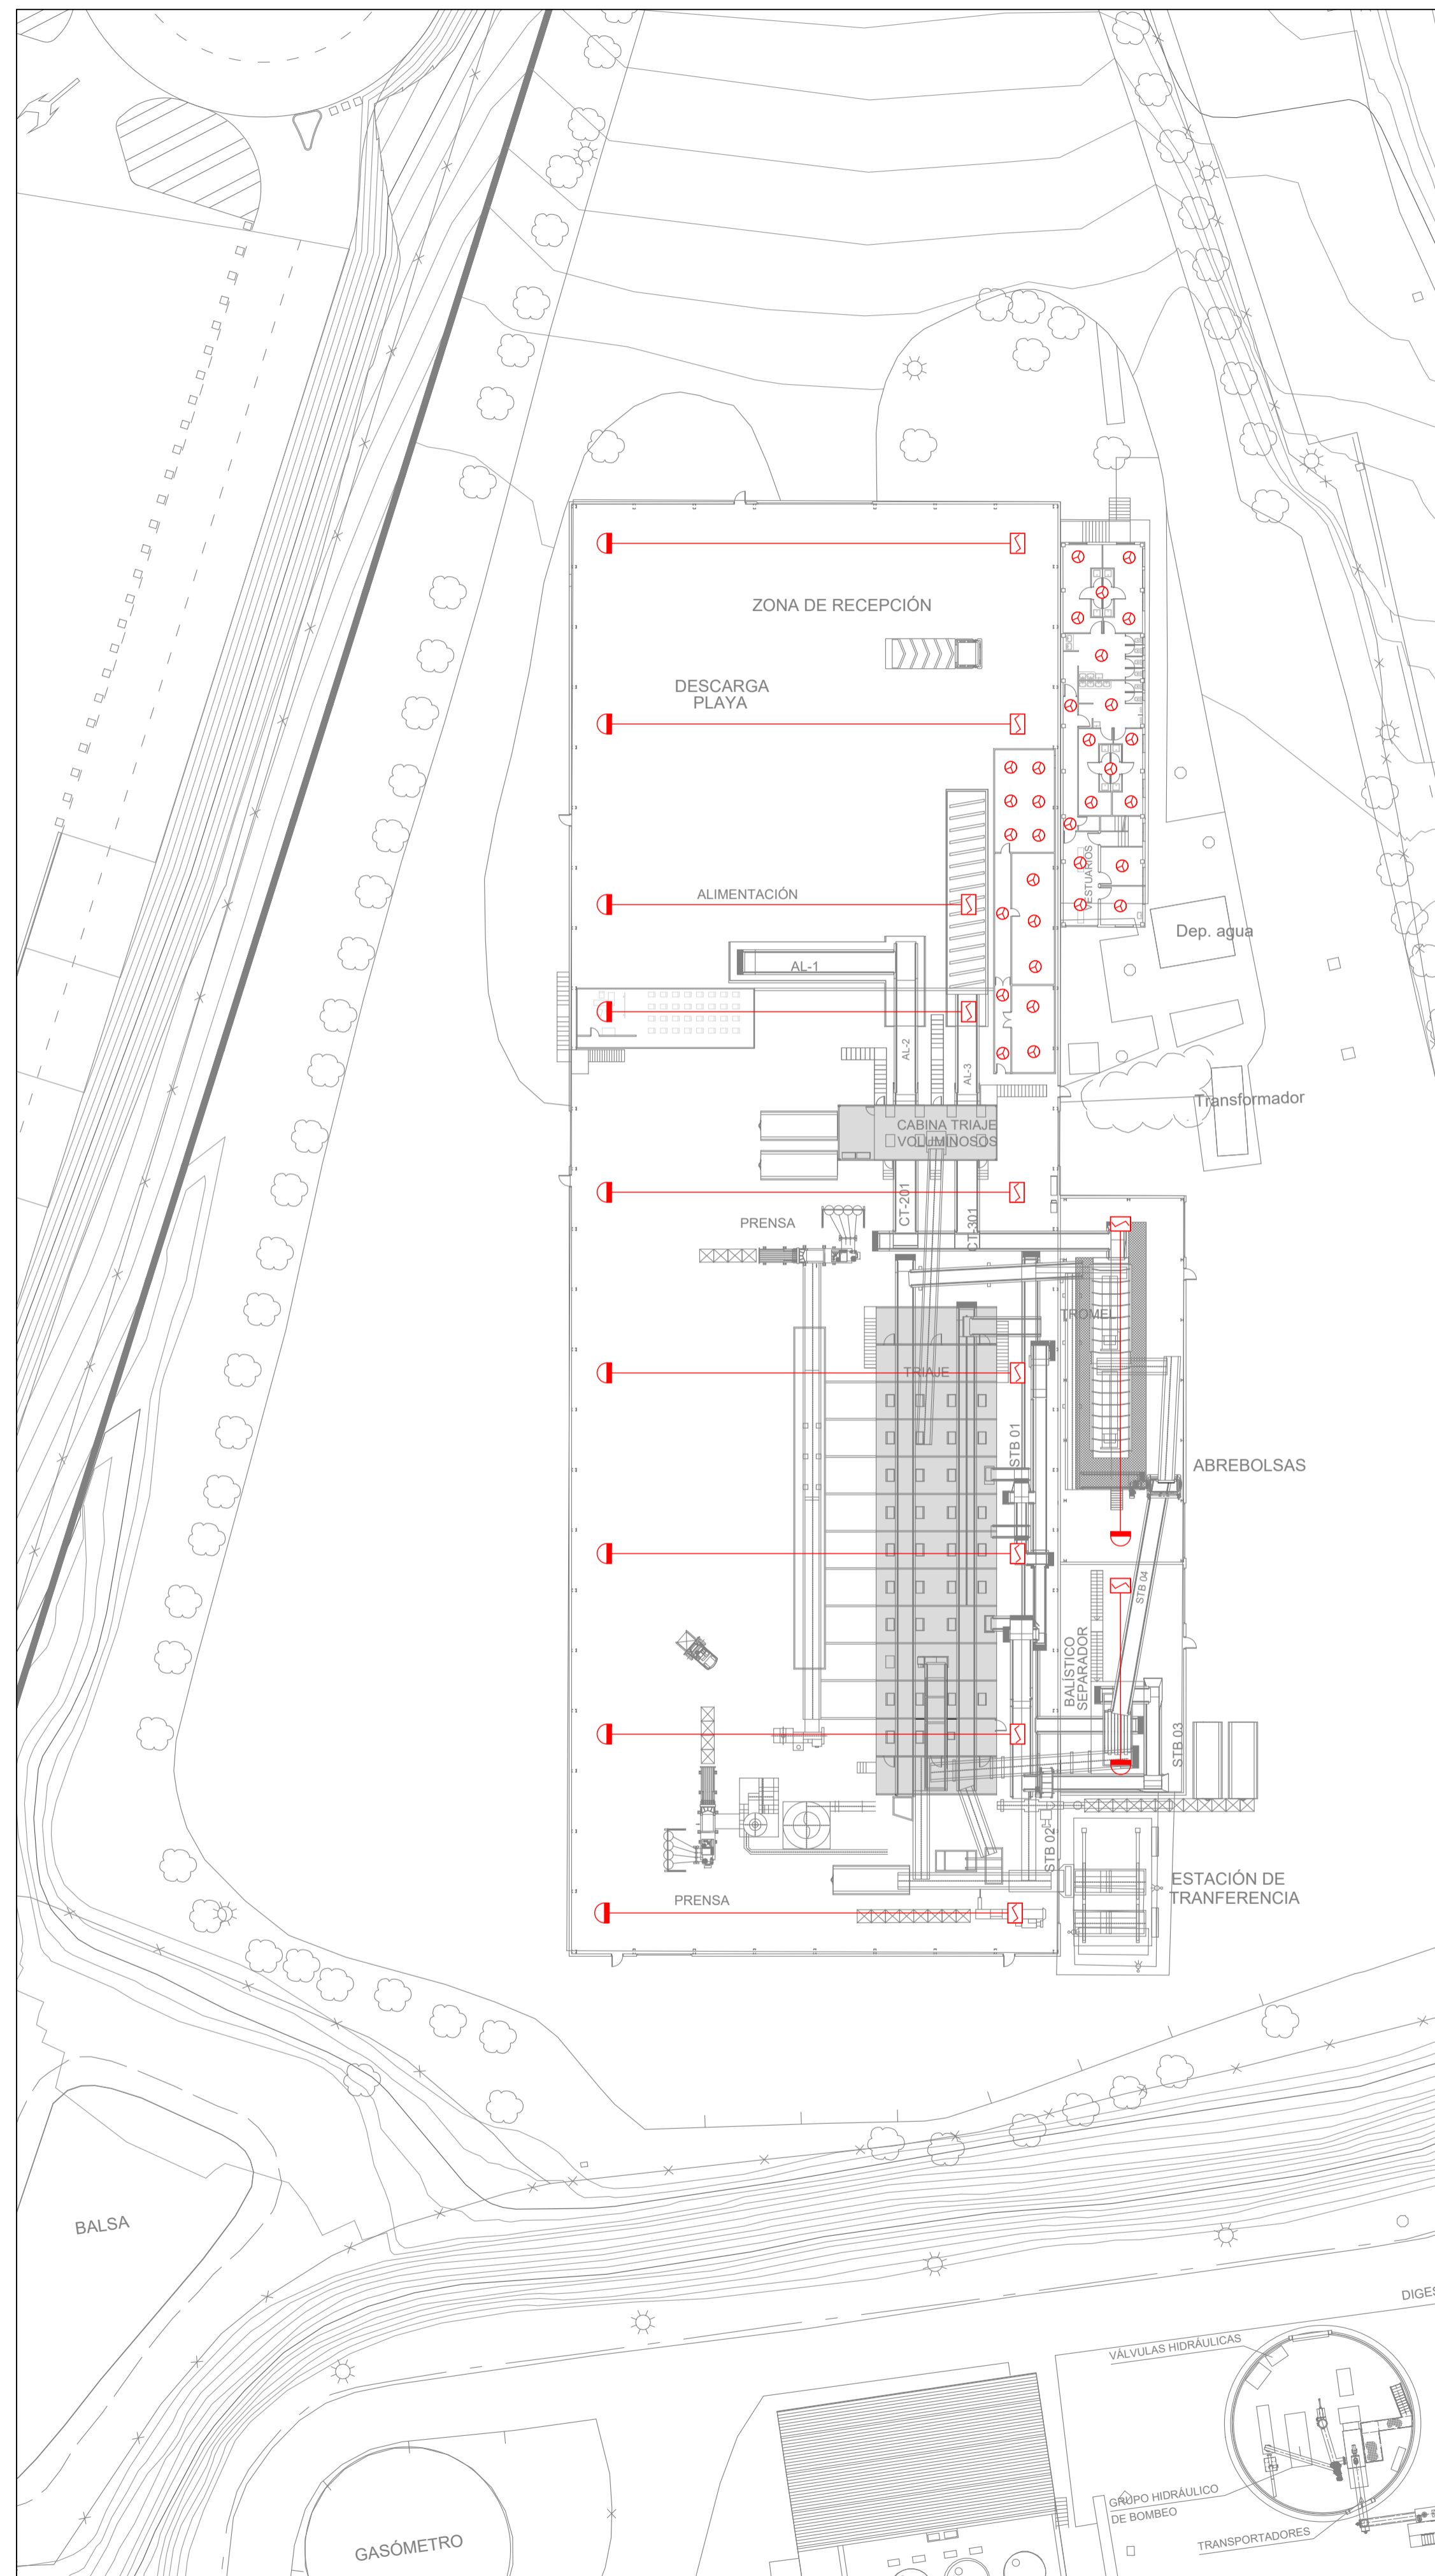 ZONA DE RECEPCIÓN
DESCARGA
PLAYA
ALIMENTACIÓN
VESTUARIOS
Dep. agua
AL-1
AL-2
AL-3
Transformador
CABINA TRIAJE
VOLUMINOSOS
CT-201
CT-301
PRENSA
TROMEL
TRIAJE
STB 01
ABREBOLSAS
STB 04
BALÍSTICO
SEPARADOR
STB 03
STB 02
ESTACIÓN DE
TRANFERENCIA
PRENSA
BALSA
DIGES
VÁLVULAS HIDRÁULICAS
GRUPO HIDRÁULICO
DE BOMBEO
TRANSPORTADORES
GASÓMETRO